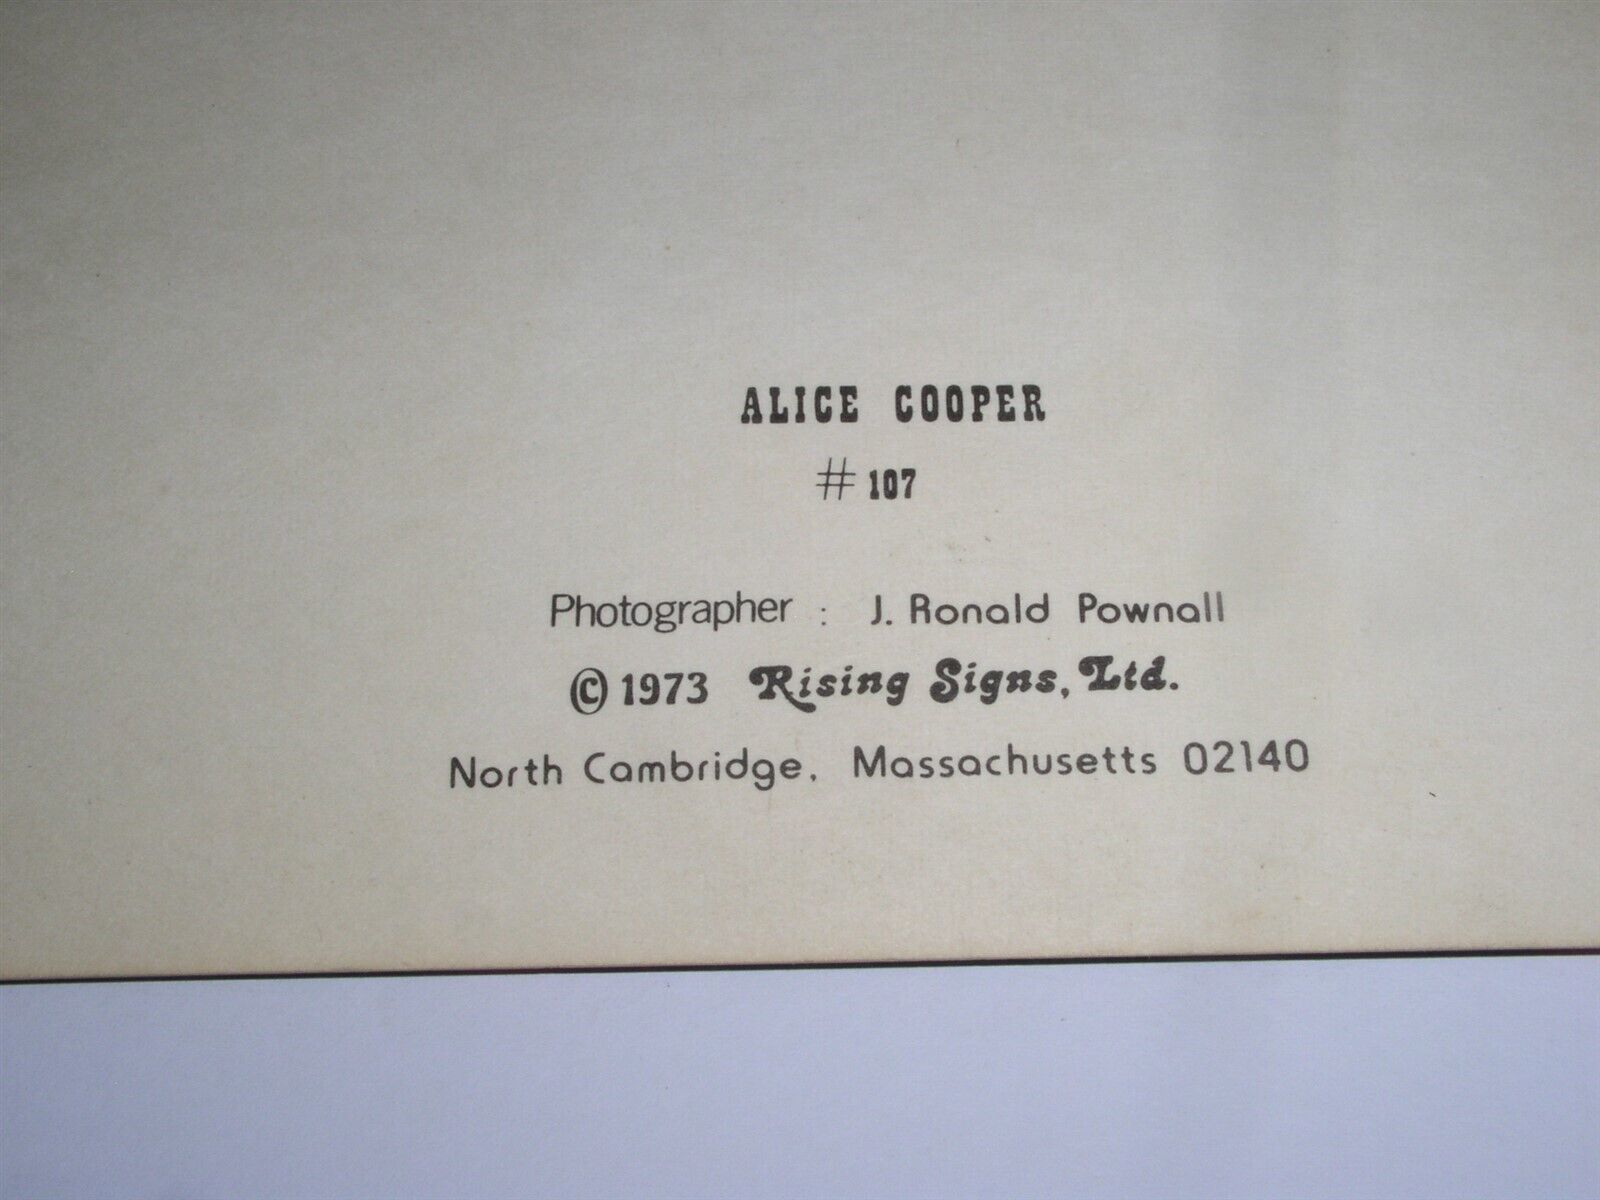 ALICE COOPER
# 107
Photographer : J. Ronald Pownall
© 1973 Rising Signs, Ltd.
North Cambridge, Massachusetts 02140